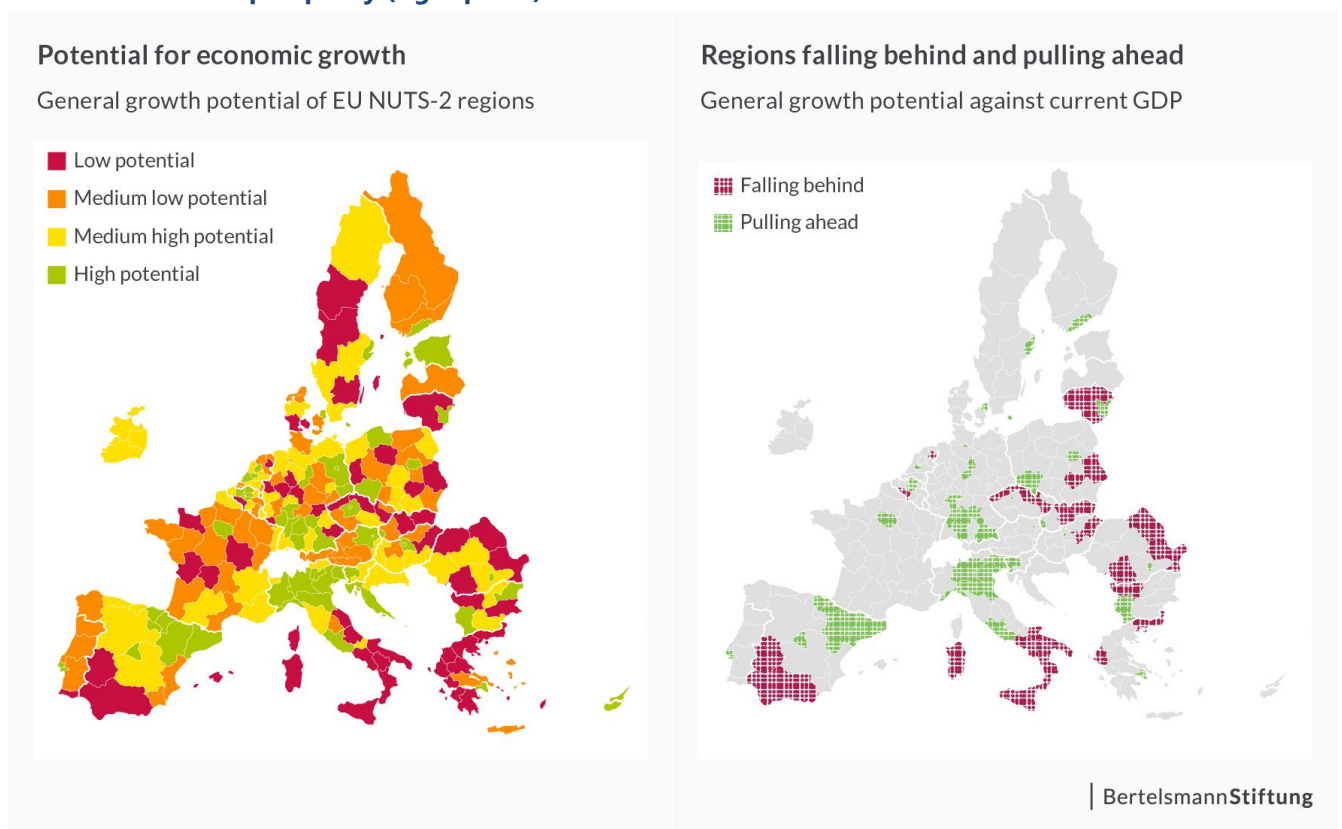 Potential for economic growth
General growth potential of EU NUTS-2 regions
Low potential
Medium low potential
Medium high potential
High potential
Regions falling behind and pulling ahead
General growth potential against current GDP
Falling behind
Pulling ahead
BertelsmannStiftung